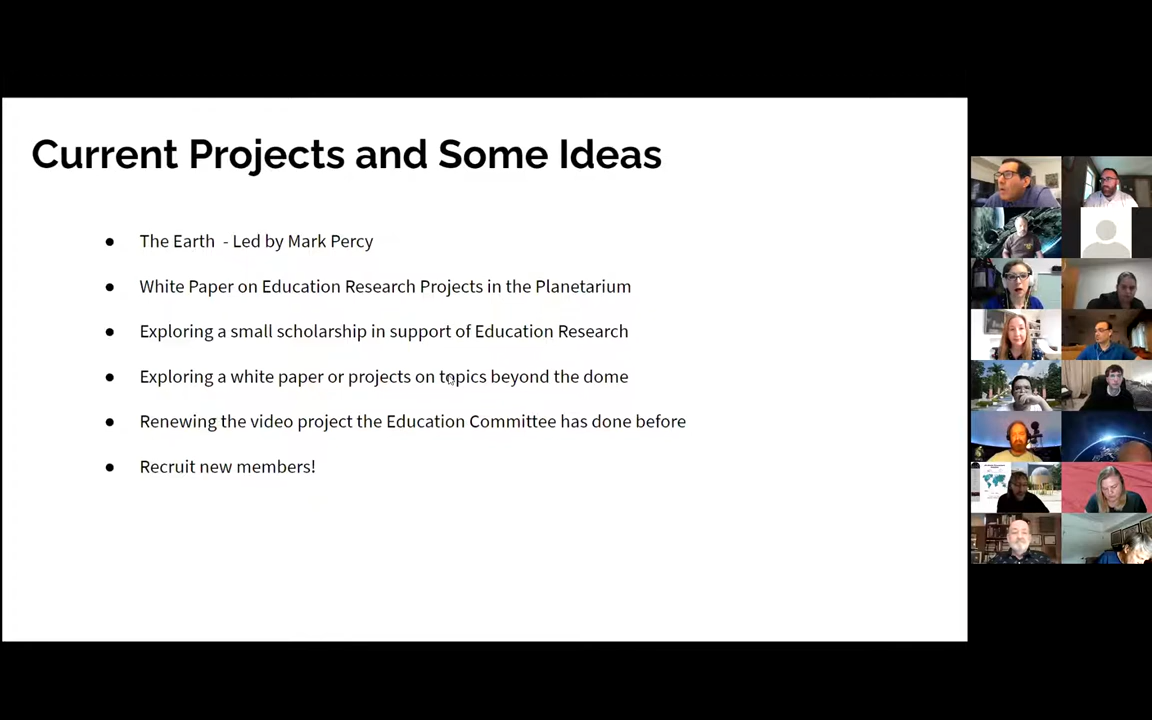 Current Projects and Some Ideas
● The Earth - Led by Mark Percy
● White Paper on Education Research Projects in the Planetarium
● Exploring a small scholarship in support of Education Research
● Exploring a white paper or projects on topics beyond the dome
● Renewing the video project the Education Committee has done before
● Recruit new members!